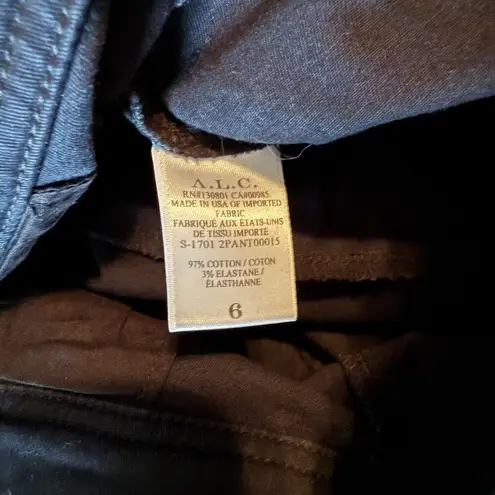 A.L.C.
RN#130801 CA#00985
MADE IN USA OF IMPORTED
FABRIC
FABRIQUÉ AUX ÉTATS-UNIS
DE TISSU IMPORTÉ
S-1701 2PANT00015
97% COTTON / COTON
3% ELASTANE /
ÉLASTHANNE
6